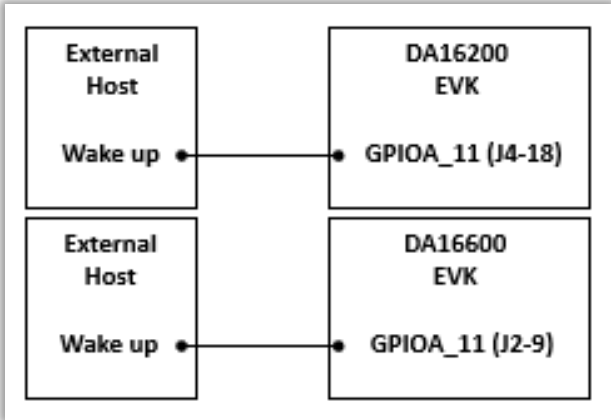 External
Host
Wake up
DA16200
EVK
GPIOA_11 (J4-18)
External
Host
Wake up
DA16600
EVK
GPIOA_11 (J2-9)